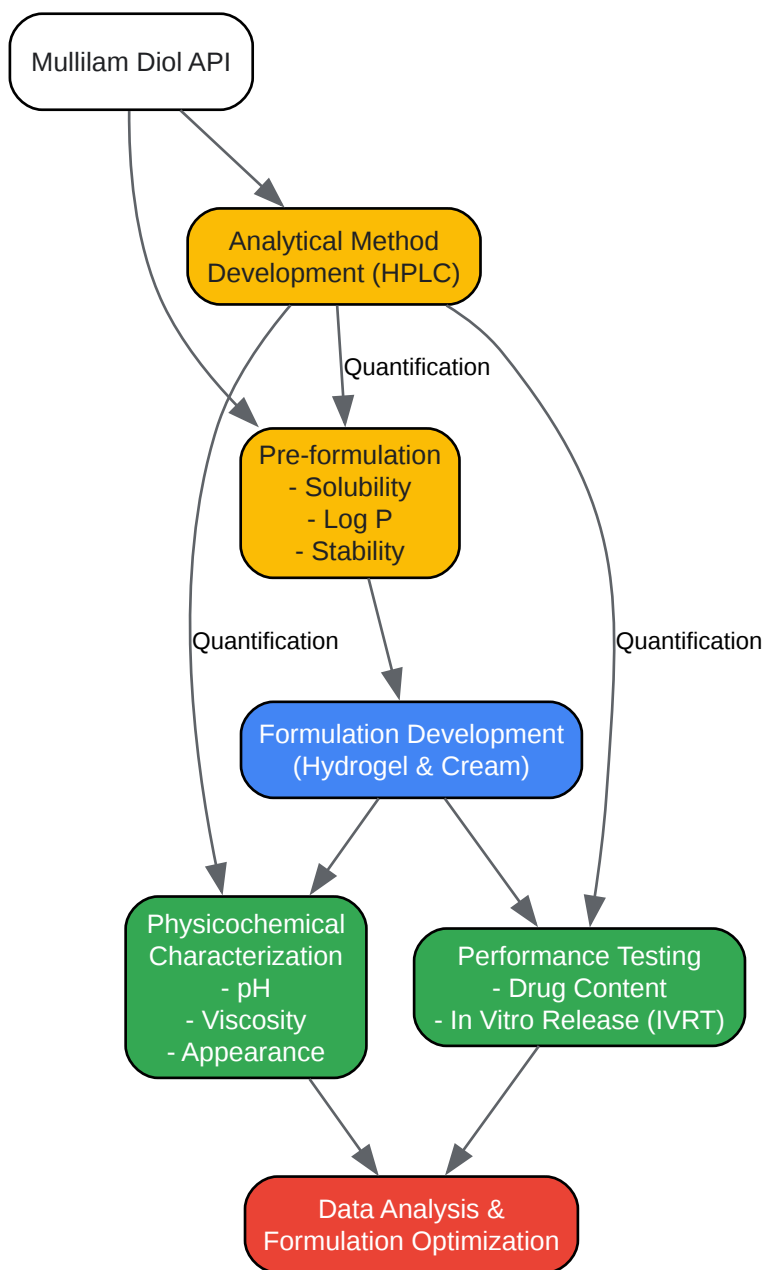 Mullilam Diol API
Analytical Method
Development (HPLC)
Quantification
Pre-formulation
- Solubility
- Log P
- Stability
Quantification
Quantification
Formulation Development
(Hydrogel & Cream)
Physicochemical
Characterization
- pH
- Viscosity
- Appearance
Performance Testing
- Drug Content
- In Vitro Release (IVRT)
Data Analysis &
Formulation Optimization